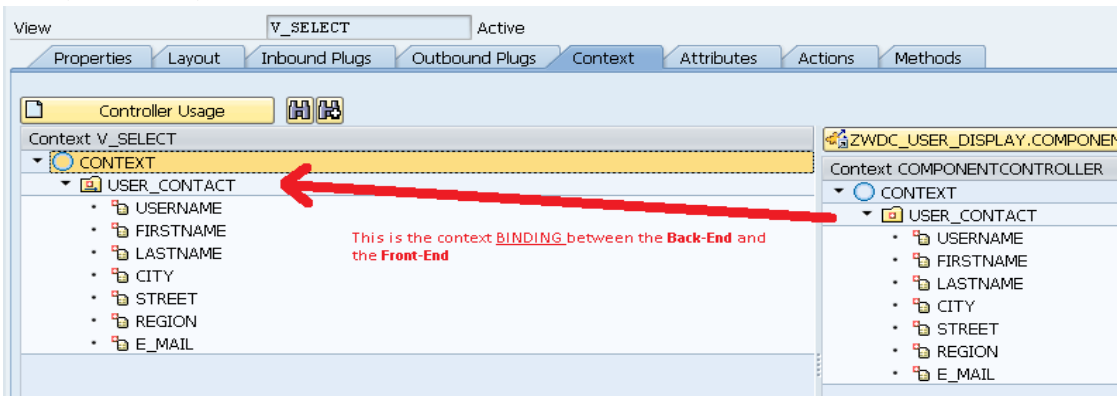 View V_SELECT Active
Properties Layout Inbound Plugs Outbound Plugs Context Attributes Actions Methods
Controller Usage
Context V_SELECT
CONTEXT
USER_CONTACT
USERNAME
FIRSTNAME
LASTNAME
CITY
STREET
REGION
E_MAIL
This is the context BINDING between the Back-End and
the Front-End
ZWDC_USER_DISPLAY.COMPONEN
Context COMPONENTCONTROLLER
CONTEXT
USER_CONTACT
USERNAME
FIRSTNAME
LASTNAME
CITY
STREET
REGION
E_MAIL